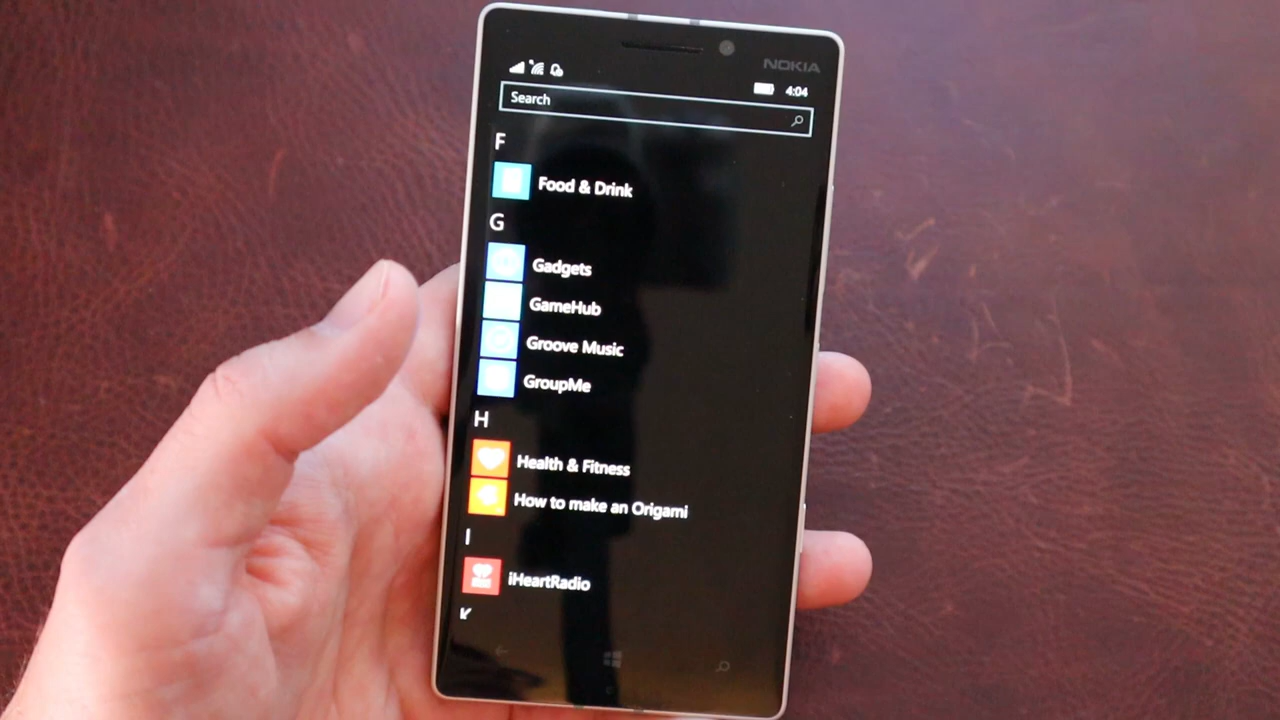 NOKIA
4:04
Search
F
Food & Drink
G
Gadgets
GameHub
Groove Music
GroupMe
H
Health & Fitness
How to make an Origami
I
iHeartRadio
K